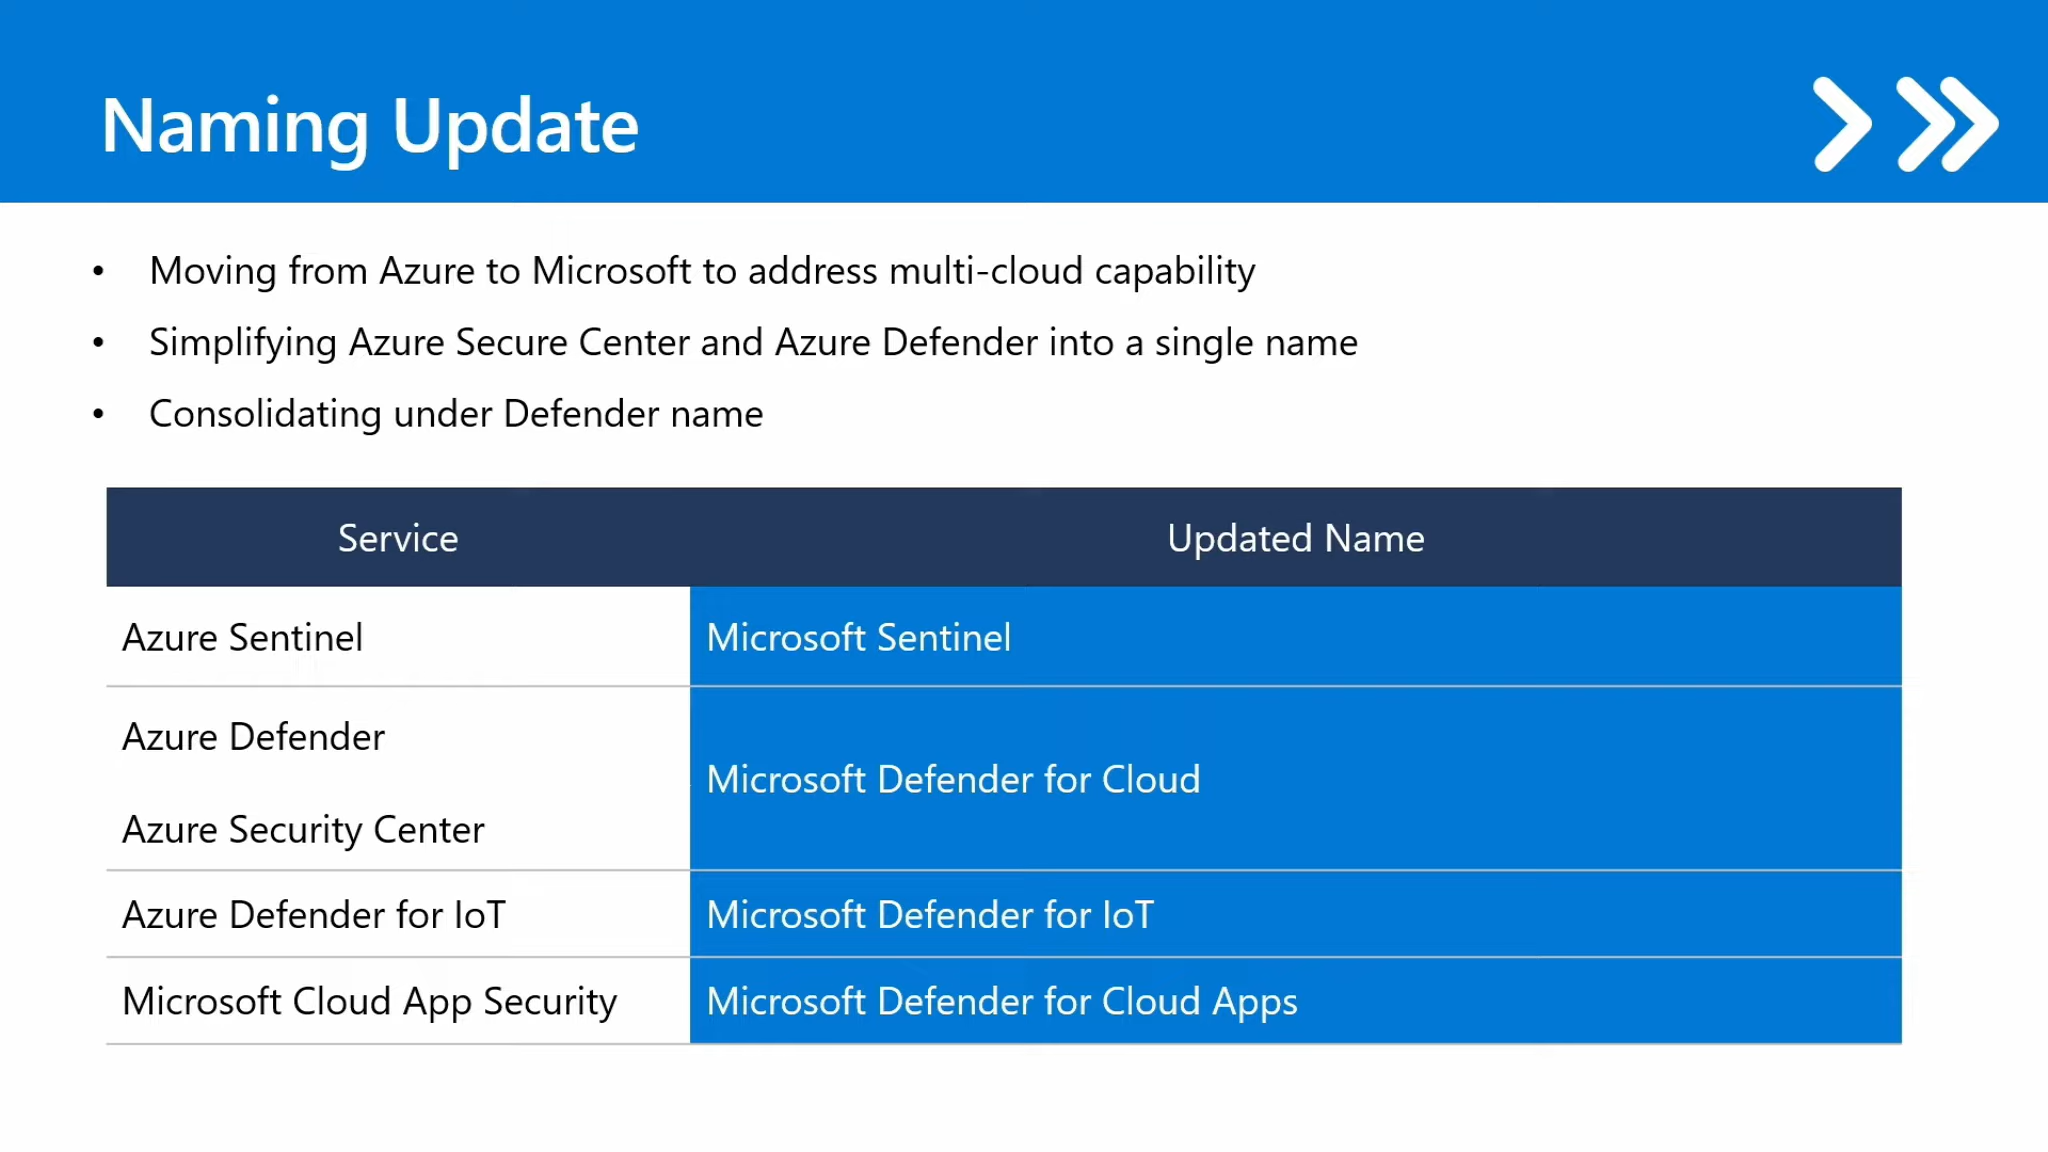 Naming Update
• Moving from Azure to Microsoft to address multi-cloud capability
• Simplifying Azure Secure Center and Azure Defender into a single name
• Consolidating under Defender name
Service Updated Name
Azure Sentinel Microsoft Sentinel
Azure Defender
Microsoft Defender for Cloud
Azure Security Center
Azure Defender for IoT Microsoft Defender for IoT
Microsoft Cloud App Security Microsoft Defender for Cloud Apps